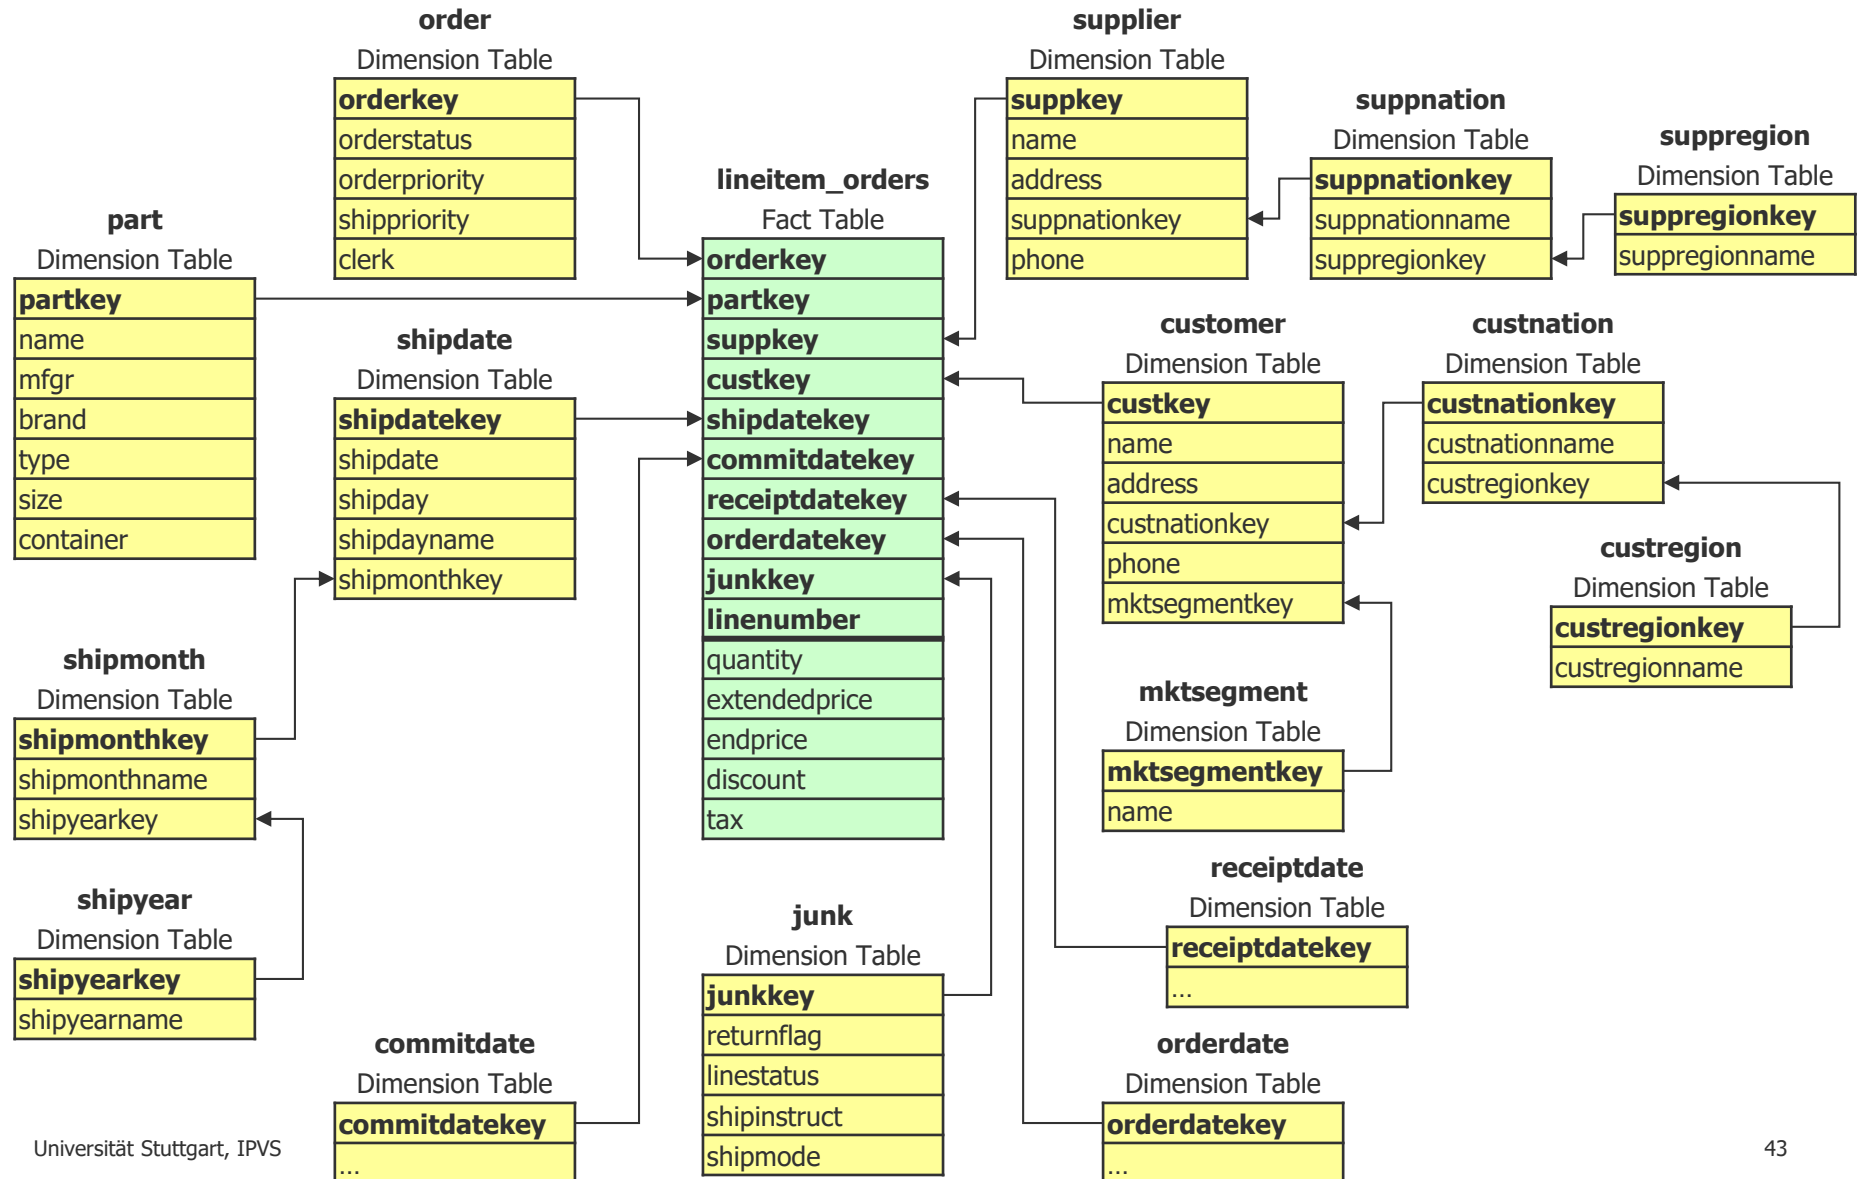 order
Dimension Table
orderkey
orderstatus
orderpriority
shippriority
clerk
supplier
Dimension Table
suppkey
name
address
suppnationkey
phone
suppnation
Dimension Table
suppnationkey
suppnationname
suppregionkey
suppregion
Dimension Table
suppregionkey
suppregionname
part
Dimension Table
partkey
name
mfgr
brand
type
size
container
lineitem_orders
Fact Table
orderkey
partkey
suppkey
custkey
shipdatekey
commitdatekey
receiptdatekey
orderdatekey
junkkey
linenumber
quantity
extendedprice
endprice
discount
tax
shipdate
Dimension Table
shipdatekey
shipdate
shipday
shipdayname
shipmonthkey
customer
Dimension Table
custkey
name
address
custnationkey
phone
mktsegmentkey
custnation
Dimension Table
custnationkey
custnationname
custregionkey
custregion
Dimension Table
custregionkey
custregionname
shipmonth
Dimension Table
shipmonthkey
shipmonthname
shipyearkey
mktsegment
Dimension Table
mktsegmentkey
name
shipyear
Dimension Table
shipyearkey
shipyearname
receiptdate
Dimension Table
receiptdatekey
...
junk
Dimension Table
junkkey
returnflag
linestatus
shipinstruct
shipmode
commitdate
Dimension Table
commitdatekey
...
orderdate
Dimension Table
orderdatekey
...
Universität Stuttgart, IPVS
43